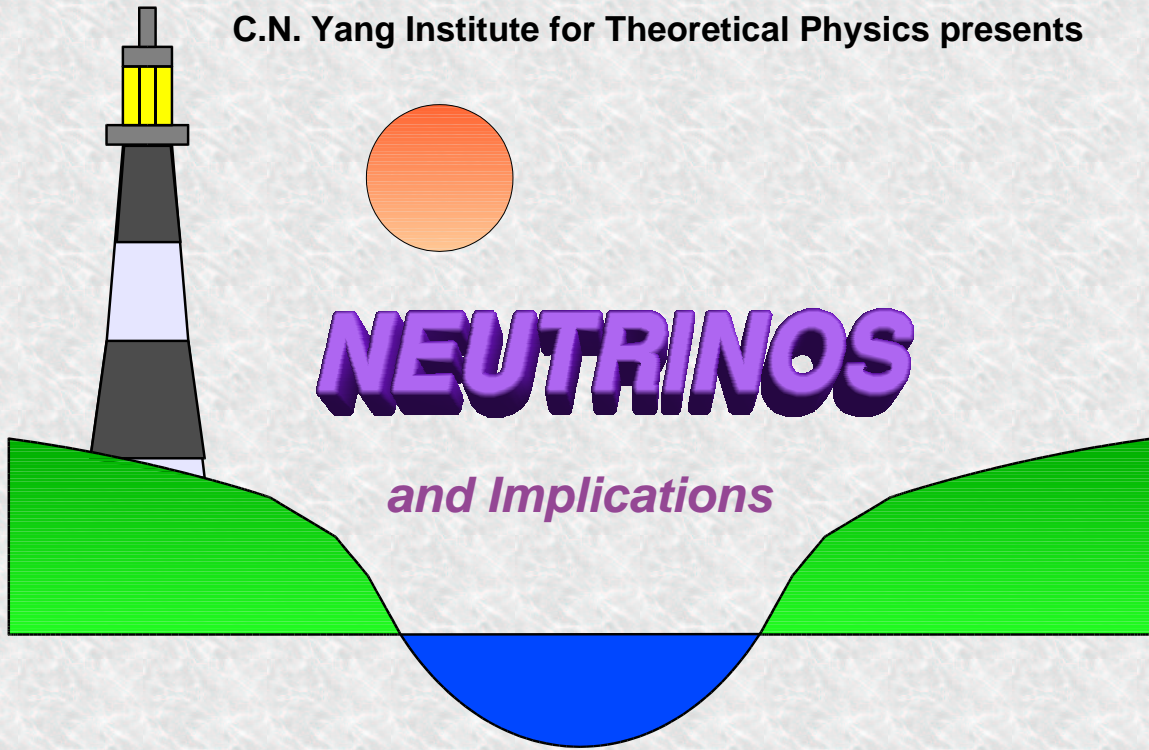 C.N. Yang Institute for Theoretical Physics presents
NEUTRINOS
and Implications